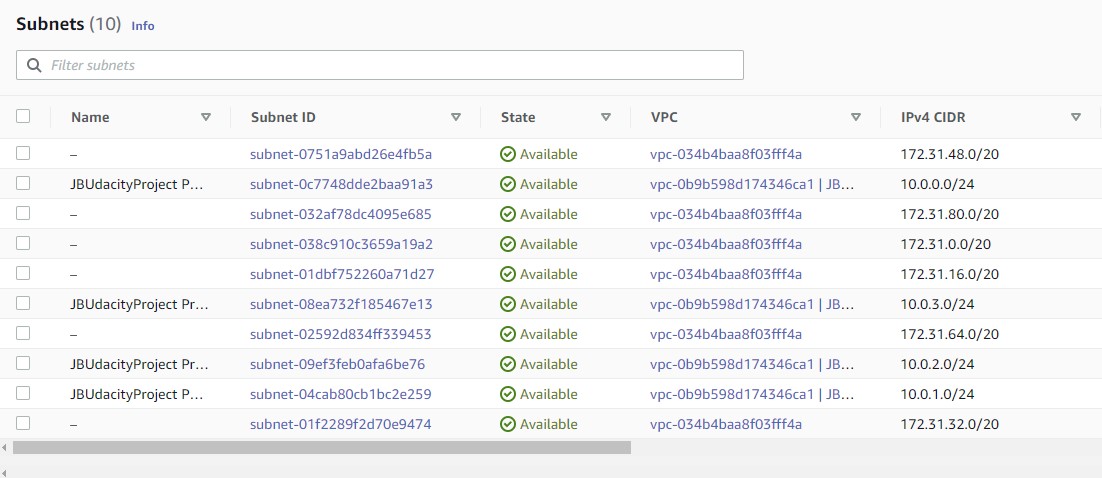 Subnets (10) Info
Filter subnets
Name Subnet ID State VPC IPv4 CIDR
– subnet-0751a9abd26e4fb5a Available vpc-034b4baa8f03fff4a 172.31.48.0/20
JBUdacityProject P... subnet-0c7748dde2baa91a3 Available vpc-0b9b598d174346ca1 | JB... 10.0.0.0/24
– subnet-032af78dc4095e685 Available vpc-034b4baa8f03fff4a 172.31.80.0/20
– subnet-038c910c3659a19a2 Available vpc-034b4baa8f03fff4a 172.31.0.0/20
– subnet-01dbf752260a71d27 Available vpc-034b4baa8f03fff4a 172.31.16.0/20
JBUdacityProject Pr... subnet-08ea732f185467e13 Available vpc-0b9b598d174346ca1 | JB... 10.0.3.0/24
– subnet-02592d834ff339453 Available vpc-034b4baa8f03fff4a 172.31.64.0/20
JBUdacityProject Pr... subnet-09ef3feb0afa6be76 Available vpc-0b9b598d174346ca1 | JB... 10.0.2.0/24
JBUdacityProject P... subnet-04cab80cb1bc2e259 Available vpc-0b9b598d174346ca1 | JB... 10.0.1.0/24
– subnet-01f2289f2d70e9474 Available vpc-034b4baa8f03fff4a 172.31.32.0/20